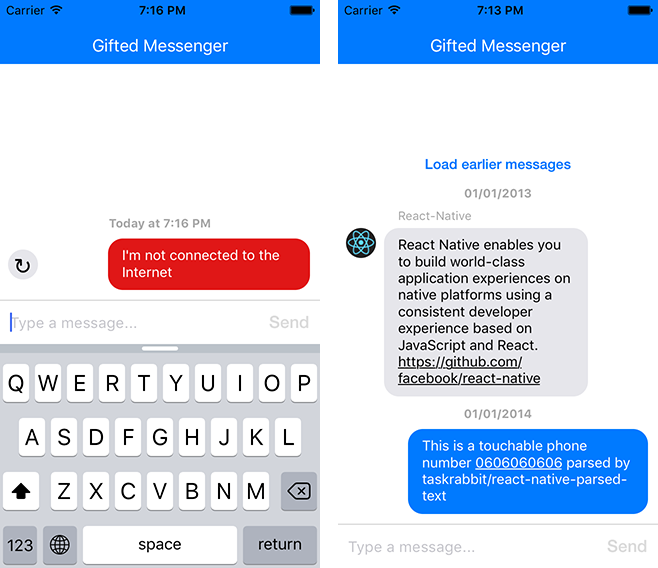 Carrier 7:16 PM
Gifted Messenger
Today at 7:16 PM
I'm not connected to the
Internet
Type a message...
Send
Q W E R T Y U I O P
A S D F G H J K L
Z X C V B N M
123 space return
Carrier 7:13 PM
Gifted Messenger
Load earlier messages
01/01/2013
React-Native
React Native enables you
to build world-class
application experiences on
native platforms using a
consistent developer
experience based on
JavaScript and React.
https://github.com/
facebook/react-native
01/01/2014
This is a touchable phone
number 0606060606 parsed by
taskrabbit/react-native-parsed-
text
Type a message...
Send